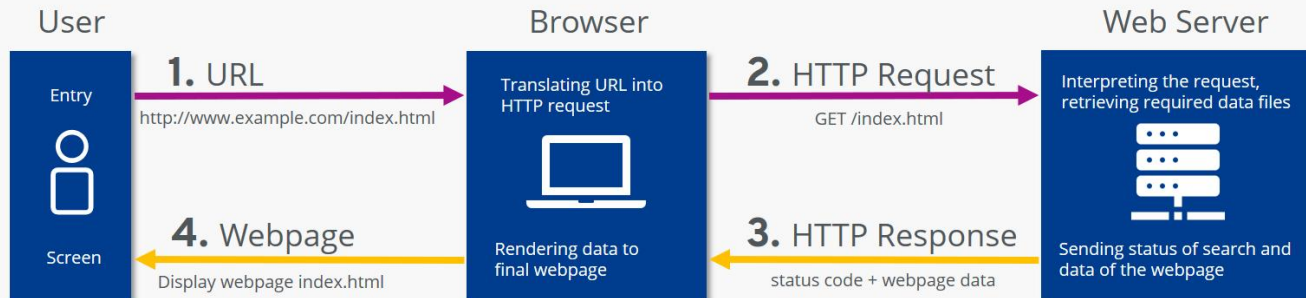 User
Browser
Web Server
Entry
1. URL
http://www.example.com/index.html
Translating URL into
HTTP request
2. HTTP Request
GET /index.html
Interpreting the request,
retrieving required data files
Screen
4. Webpage
Display webpage index.html
Rendering data to
final webpage
3. HTTP Response
status code + webpage data
Sending status of search and
data of the webpage